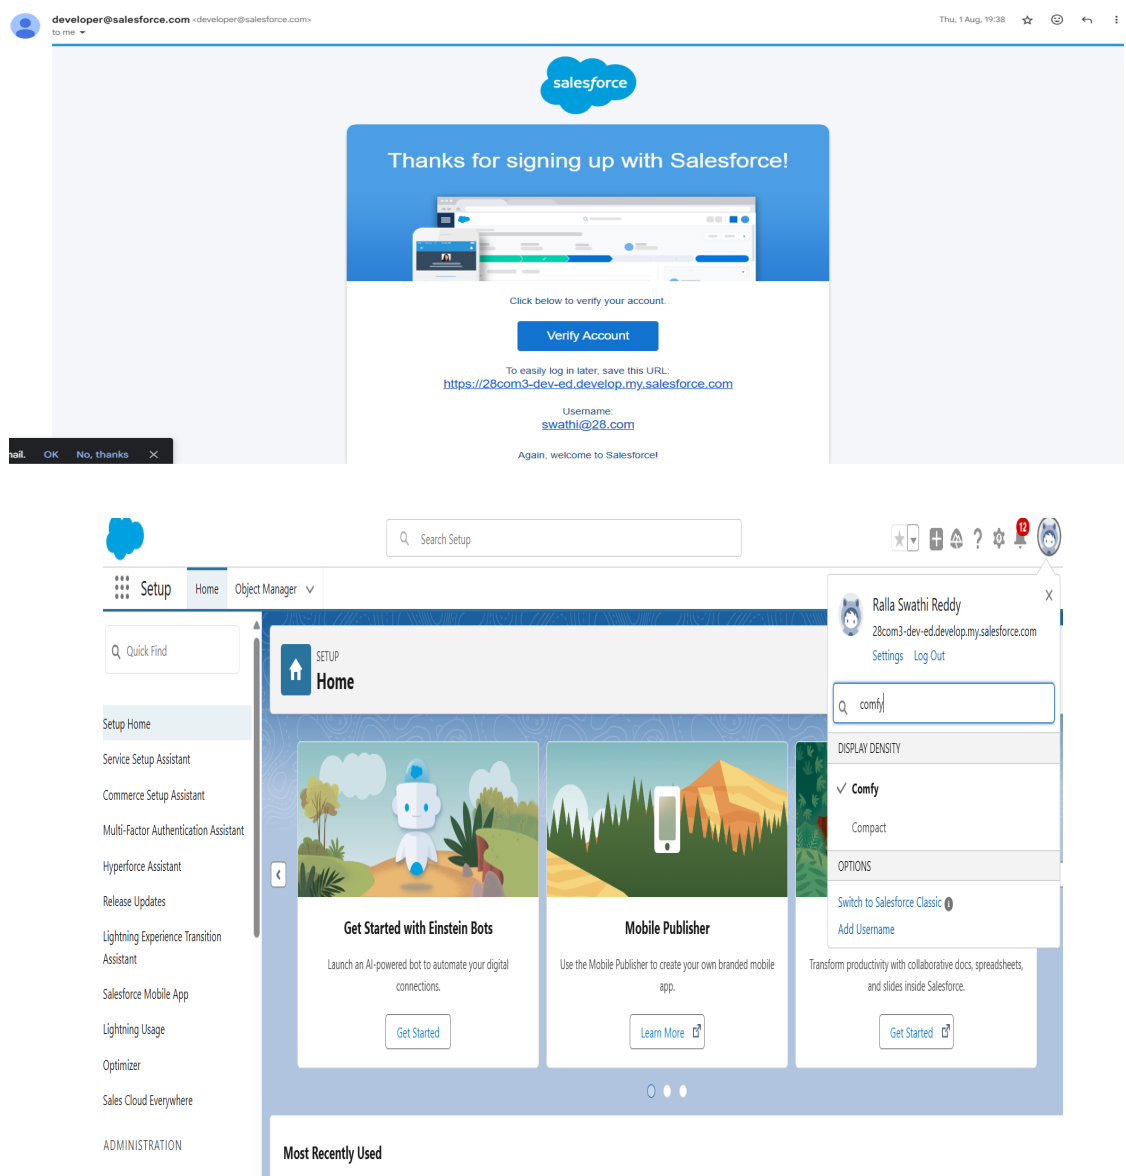 developer@salesforce.com <developer@salesforce.com>
Thu, 1 Aug, 19:38
to me
salesforce
Thanks for signing up with Salesforce!
Click below to verify your account.
Verify Account
To easily log in later, save this URL:
https://28com3-dev-ed.develop.my.salesforce.com
Username:
swathi@28.com
Again, welcome to Salesforce!
OK No, thanks
Search Setup
12
Setup Home Object Manager
Ralla Swathi Reddy
28com3-dev-ed.develop.my.salesforce.com
Settings Log Out
comfy
DISPLAY DENSITY
Comfy
Compact
OPTIONS
Switch to Salesforce Classic
Add Username
Quick Find
SETUP
Home
Setup Home
Service Setup Assistant
Commerce Setup Assistant
Multi-Factor Authentication Assistant
Hyperforce Assistant
Release Updates
Lightning Experience Transition
Assistant
Salesforce Mobile App
Lightning Usage
Optimizer
Sales Cloud Everywhere
ADMINISTRATION
Get Started with Einstein Bots
Launch an AI-powered bot to automate your digital
connections.
Get Started
Mobile Publisher
Use the Mobile Publisher to create your own branded mobile
app.
Learn More
Transform productivity with collaborative docs, spreadsheets,
and slides inside Salesforce.
Get Started
Most Recently Used